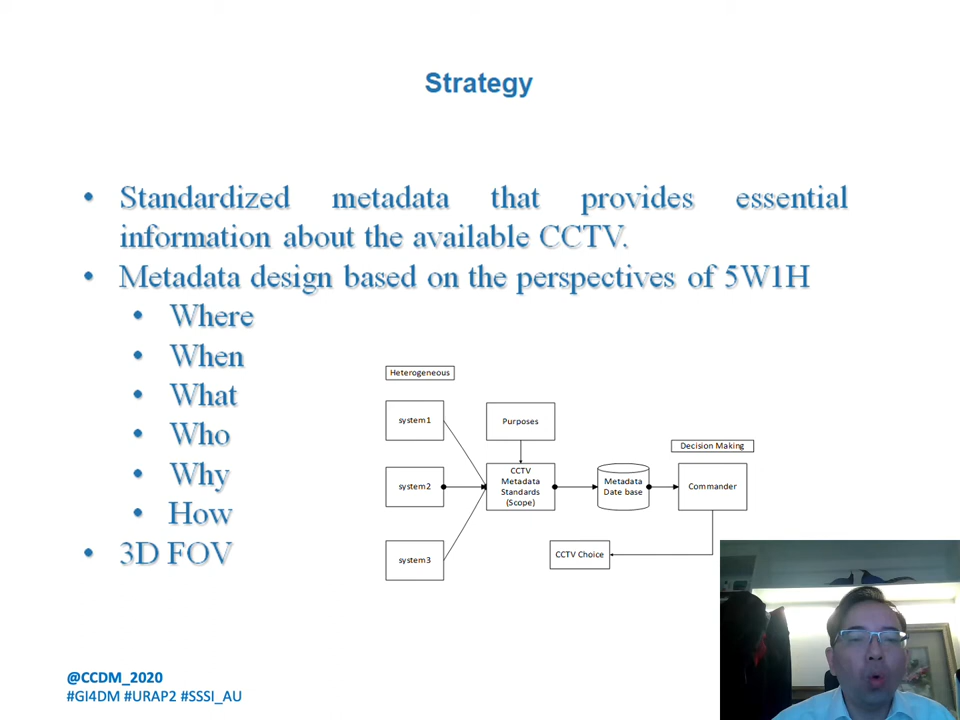 Strategy
• Standardized metadata that provides essential
information about the available CCTV.
• Metadata design based on the perspectives of 5W1H
• Where
• When
• What
• Who
• Why
• How
• 3D FOV
Heterogeneous
system1
system2
system3
Purposes
CCTV
Metadata
Standards
(Scope)
Metadata
Date base
Decision Making
Commander
CCTV Choice
@CCDM_2020
#GI4DM #URAP2 #SSSI_AU